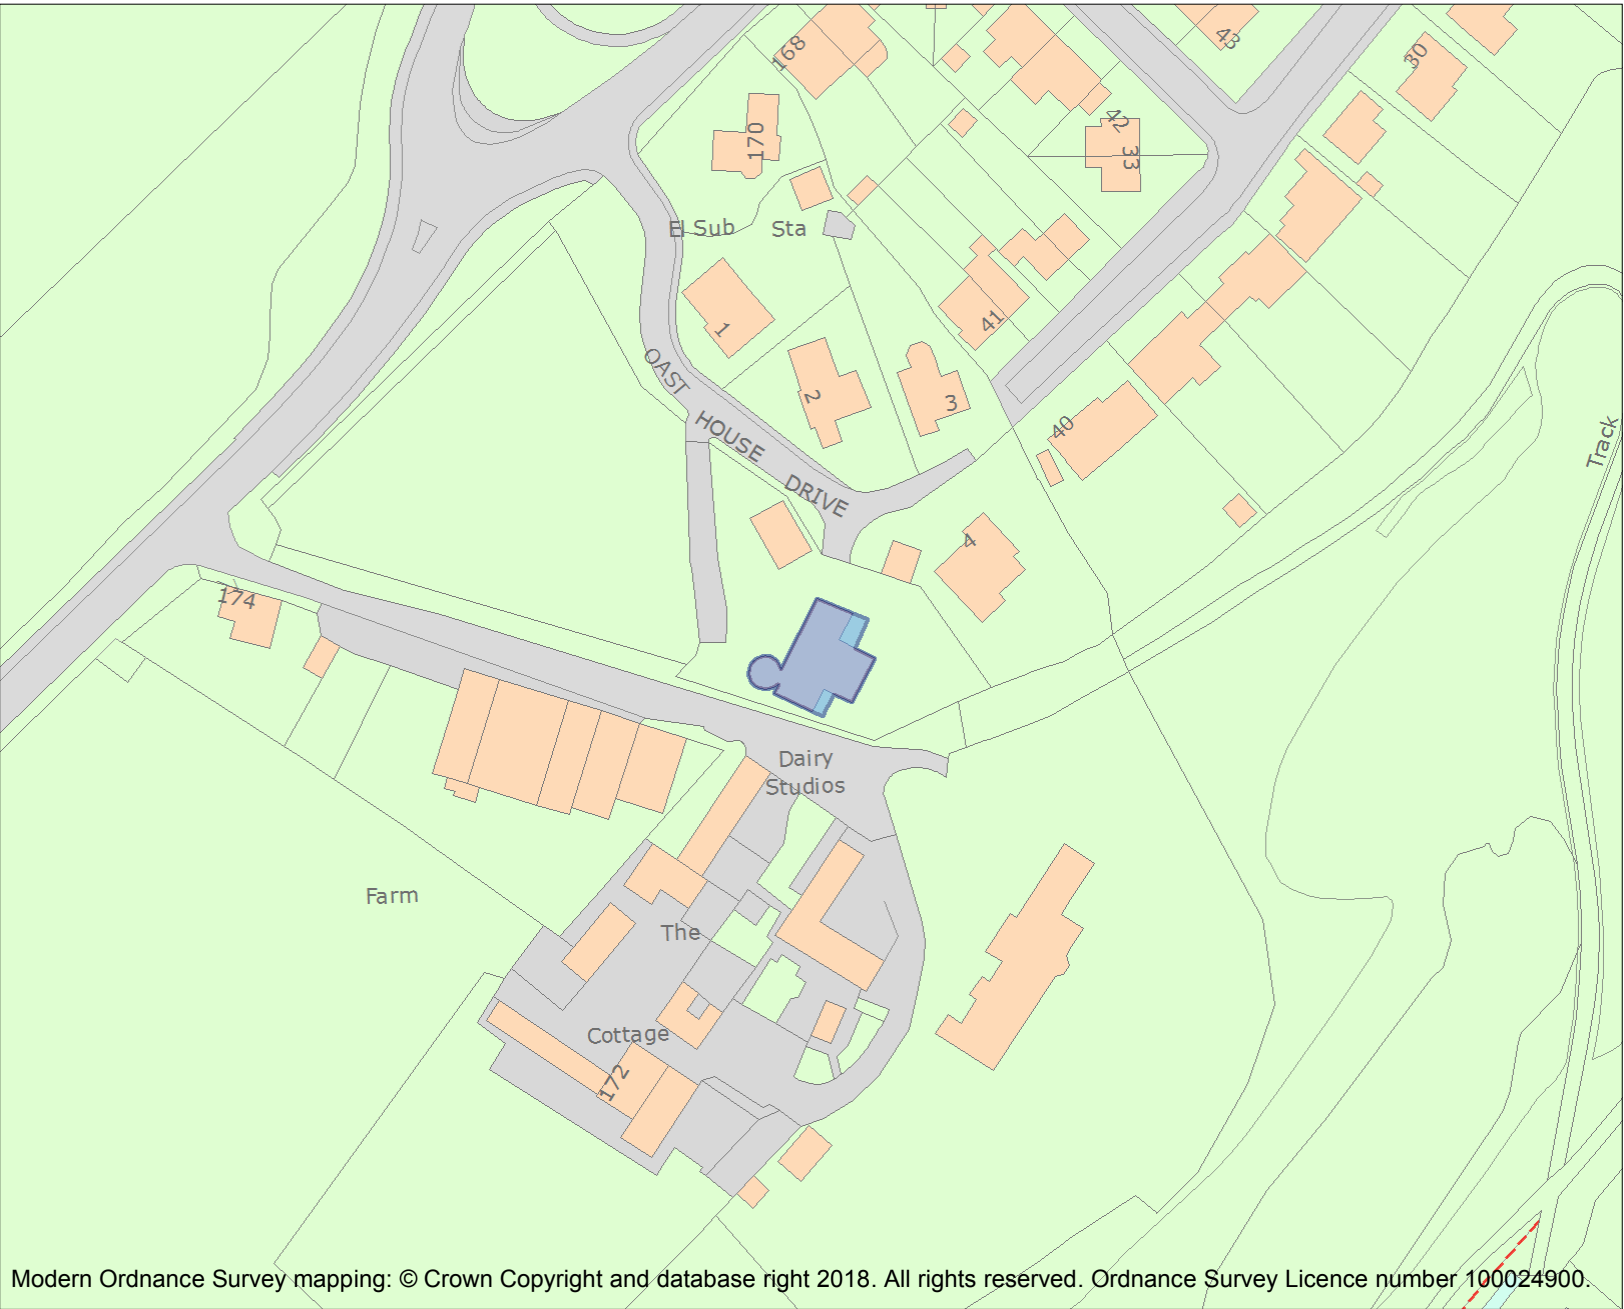 168
43
30
170
42
33
El Sub Sta
1
41
OAST HOUSE DRIVE
2
3
40
Track
4
174
Dairy
Studios
Farm
The
Cottage
172
Modern Ordnance Survey mapping: © Crown Copyright and database right 2018. All rights reserved. Ordnance Survey Licence number 100024900.